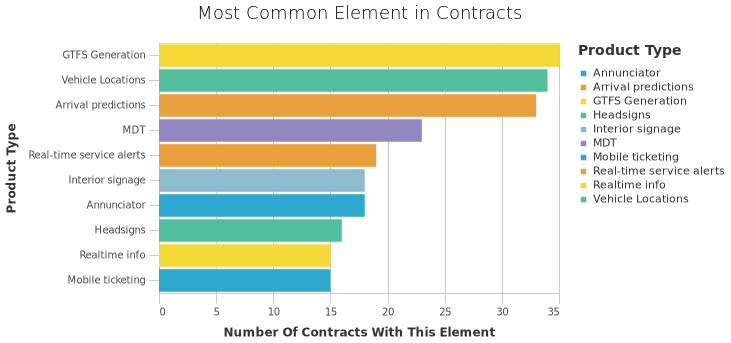 Most Common Element in Contracts
Product Type
GTFS Generation
Vehicle Locations
Arrival predictions
MDT
Real-time service alerts
Interior signage
Annunciator
Headsigns
Realtime info
Mobile ticketing
0 5 10 15 20 25 30 35
Number Of Contracts With This Element
Product Type
Annunciator
Arrival predictions
GTFS Generation
Headsigns
Interior signage
MDT
Mobile ticketing
Real-time service alerts
Realtime info
Vehicle Locations